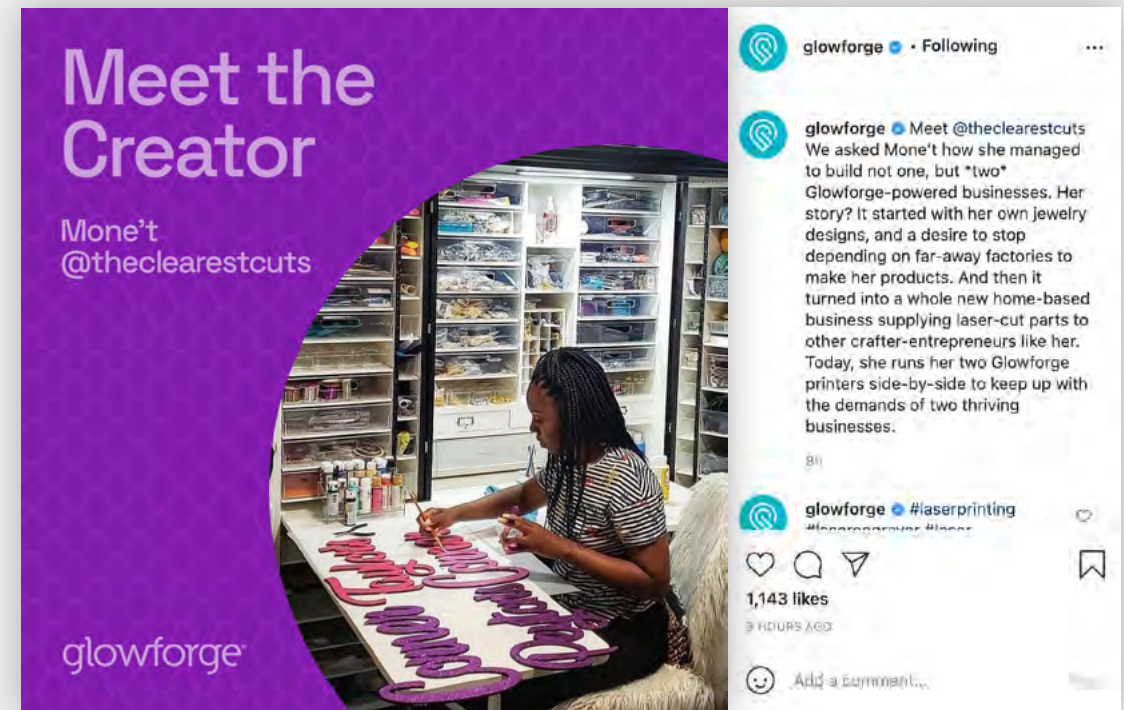 Meet the
Creator
Mone't
@theclearestcuts
glowforge
glowforge • Following
glowforge Meet @theclearestcuts
We asked Mone't how she managed
to build not one, but *two*
Glowforge-powered businesses. Her
story? It started with her own jewelry
designs, and a desire to stop
depending on far-away factories to
make her products. And then it
turned into a whole new home-based
business supplying laser-cut parts to
other crafter-entrepreneurs like her.
Today, she runs her two Glowforge
printers side-by-side to keep up with
the demands of two thriving
businesses.
glowforge #laserprinting
#laserengraver #laser
1,143 likes
9 HOURS AGO
Add a comment...